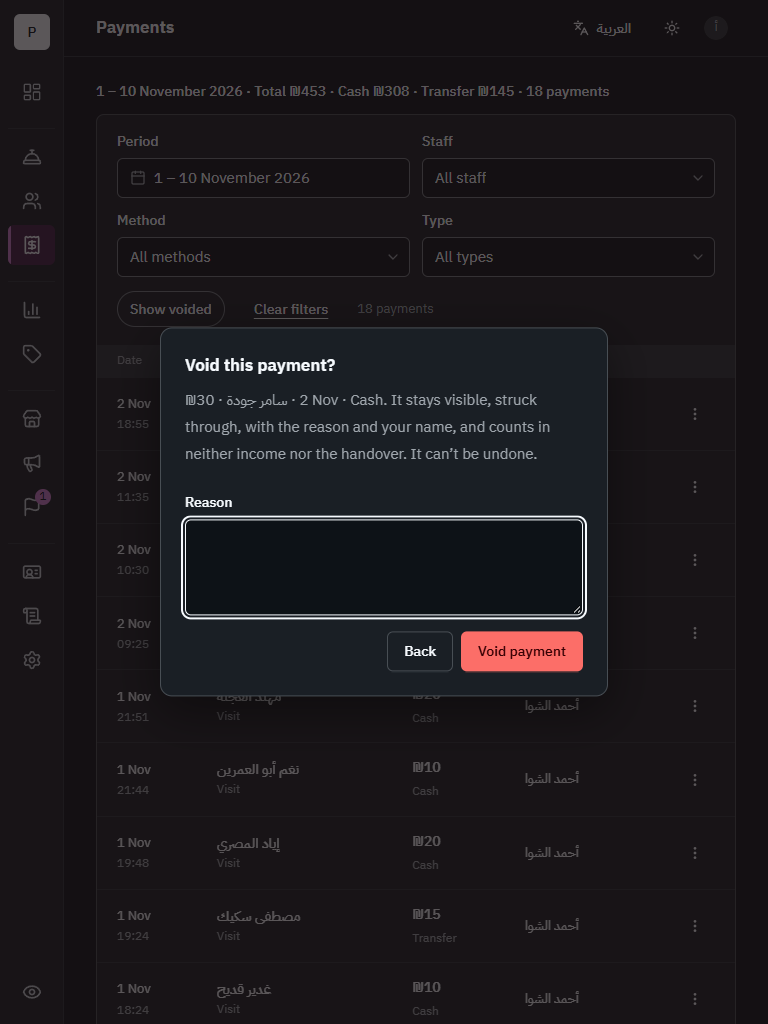 P
Payments
العربية
أ
1 – 10 November 2026 · Total ₪453 · Cash ₪308 · Transfer ₪145 · 18 payments
Period
Staff
1 – 10 November 2026
All staff
Method
Type
All methods
All types
Show voided
Clear filters
18 payments
Date
Void this payment?
₪30 · سامر جودة · 2 Nov · Cash. It stays visible, struck
through, with the reason and your name, and counts in
neither income nor the handover. It can’t be undone.
Reason
Back
Void payment
2 Nov
18:55
2 Nov
11:35
1
2 Nov
10:30
2 Nov
09:25
1 Nov
21:51
Visit
Cash
أحمد الشوا
1 Nov
21:44
نغم أبو العمرين
Visit
₪10
Cash
أحمد الشوا
1 Nov
19:48
إياد المصري
Visit
₪20
Cash
أحمد الشوا
1 Nov
19:24
مصطفى سكيك
Visit
₪15
Transfer
أحمد الشوا
1 Nov
18:24
غدير قديح
Visit
₪10
Cash
أحمد الشوا